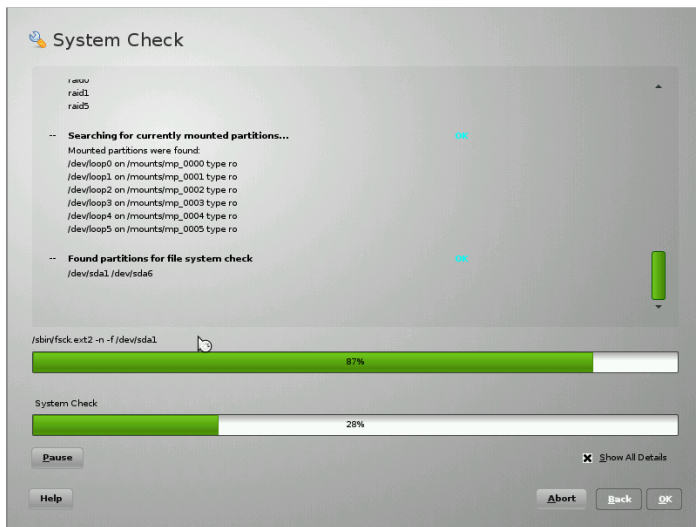 System Check
raid0
raid1
raid5
-- Searching for currently mounted partitions... OK
Mounted partitions were found:
/dev/loop0 on /mounts/mp_0000 type ro
/dev/loop1 on /mounts/mp_0001 type ro
/dev/loop2 on /mounts/mp_0002 type ro
/dev/loop3 on /mounts/mp_0003 type ro
/dev/loop4 on /mounts/mp_0004 type ro
/dev/loop5 on /mounts/mp_0005 type ro
-- Found partitions for file system check OK
/dev/sda1 /dev/sda6
/sbin/fsck.ext2 -n -f /dev/sda1
87%
System Check
28%
Pause
Show All Details
Help
Abort
Back
OK